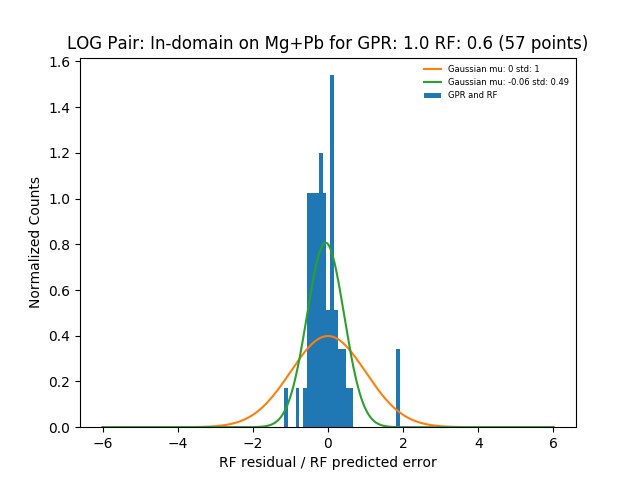 LOG Pair: In-domain on Mg+Pb for GPR: 1.0 RF: 0.6 (57 points)
Gaussian mu: 0 std: 1
Gaussian mu: -0.06 std: 0.49
GPR and RF
Normalized Counts
1.6
1.4
1.2
1.0
0.8
0.6
0.4
0.2
0.0
−6 −4 −2 0 2 4 6
RF residual / RF predicted error